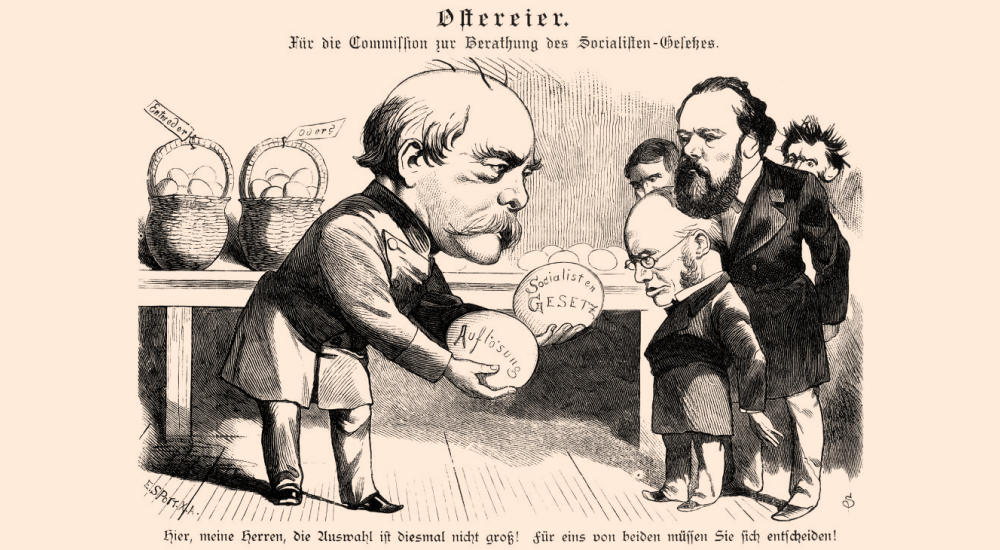 Ostereier.
Für die Commission zur Berathung des Socialisten-Gesetzes.
Entweder
oder?
Socialisten
GESETZ
Auflösung
Hier, meine Herren, die Auswahl ist diesmal nicht groß! Für eins von beiden müssen Sie sich entscheiden!